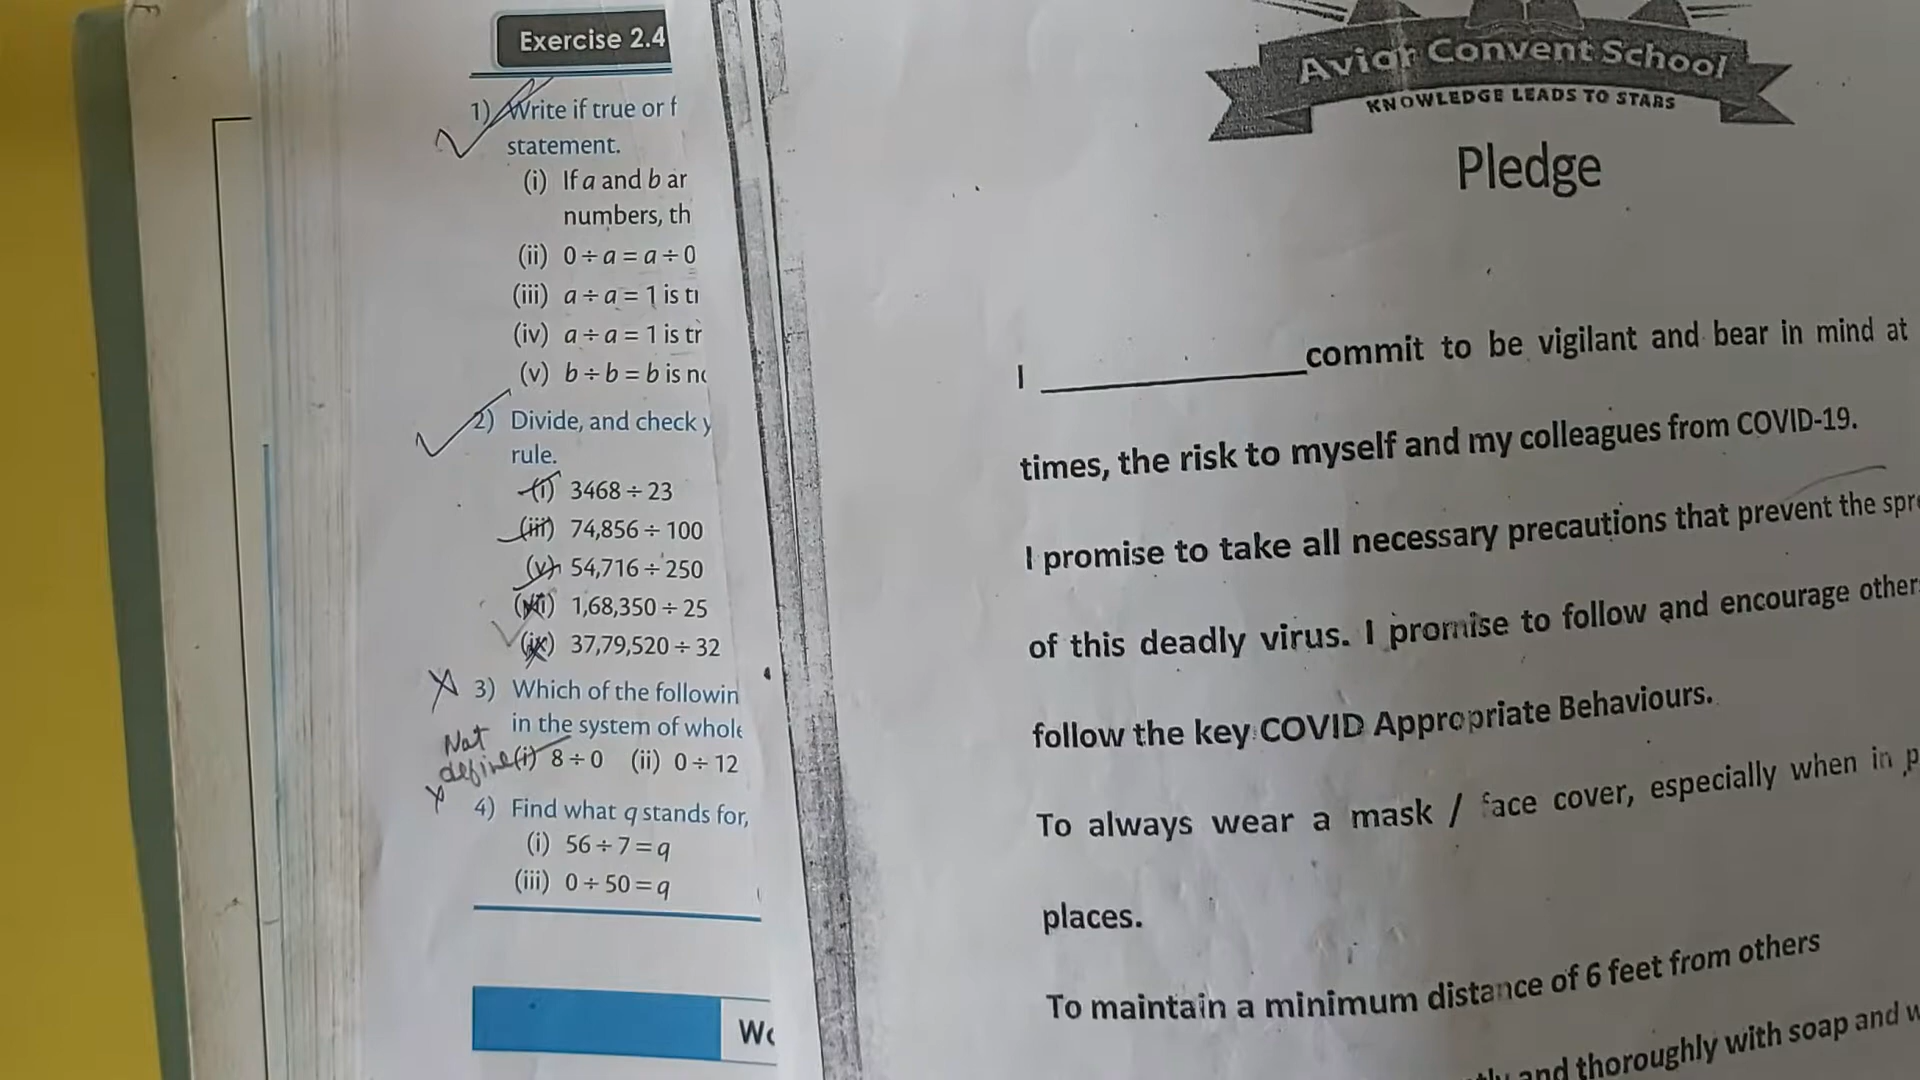 Exercise 2.4
1) Write if true or f
statement.
(i) If a and b ar
numbers, th
(ii) 0 ÷ a = a ÷ 0
(iii) a ÷ a = 1 is
(iv) a ÷ a = 1 is tr
(v) b ÷ b = b is
2) Divide, and check
rule.
(i) 3468 ÷ 23
(iii) 74,856 ÷ 100
(v) 54,716 ÷ 250
(vii) 1,68,350 ÷ 25
(ix) 37,79,520 ÷ 32
3) Which of the followin
in the system of whole
Not
define (i) 8 ÷ 0 (ii) 0 ÷ 12
4) Find what q stands for,
(i) 56 ÷ 7 = q
(iii) 0 ÷ 50 = q
Avior Convent School
KNOWLEDGE LEADS TO STARS
Pledge
I ____________ commit to be vigilant and bear in mind at
times, the risk to myself and my colleagues from COVID-19.
I promise to take all necessary precautions that prevent the spre
of this deadly virus. I promise to follow and encourage other
follow the key COVID Appropriate Behaviours.
To always wear a mask / face cover, especially when in p
places.
To maintain a minimum distance of 6 feet from others
and thoroughly with soap and w